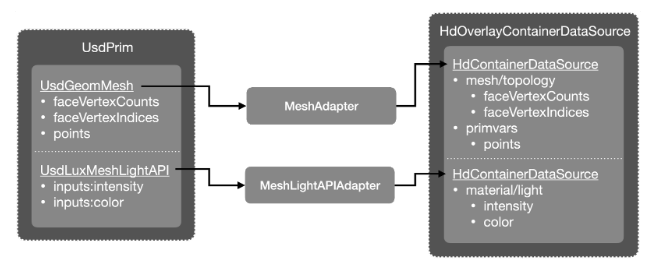 UsdPrim
UsdGeomMesh
• faceVertexCounts
• faceVertexIndices
• points
UsdLuxMeshLightAPI
• inputs:intensity
• inputs:color
MeshAdapter
MeshLightAPIAdapter
HdOverlayContainerDataSource
HdContainerDataSource
• mesh/topology
• faceVertexCounts
• faceVertexIndices
• primvars
• points
HdContainerDataSource
• material/light
• intensity
• color